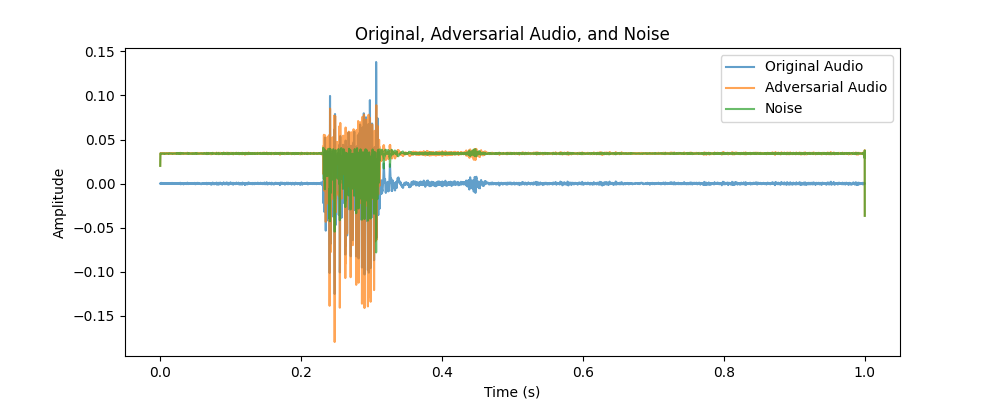 Original, Adversarial Audio, and Noise
Original Audio
Adversarial Audio
Noise
Amplitude
0.15
0.10
0.05
0.00
−0.05
−0.10
−0.15
0.0 0.2 0.4 0.6 0.8 1.0
Time (s)